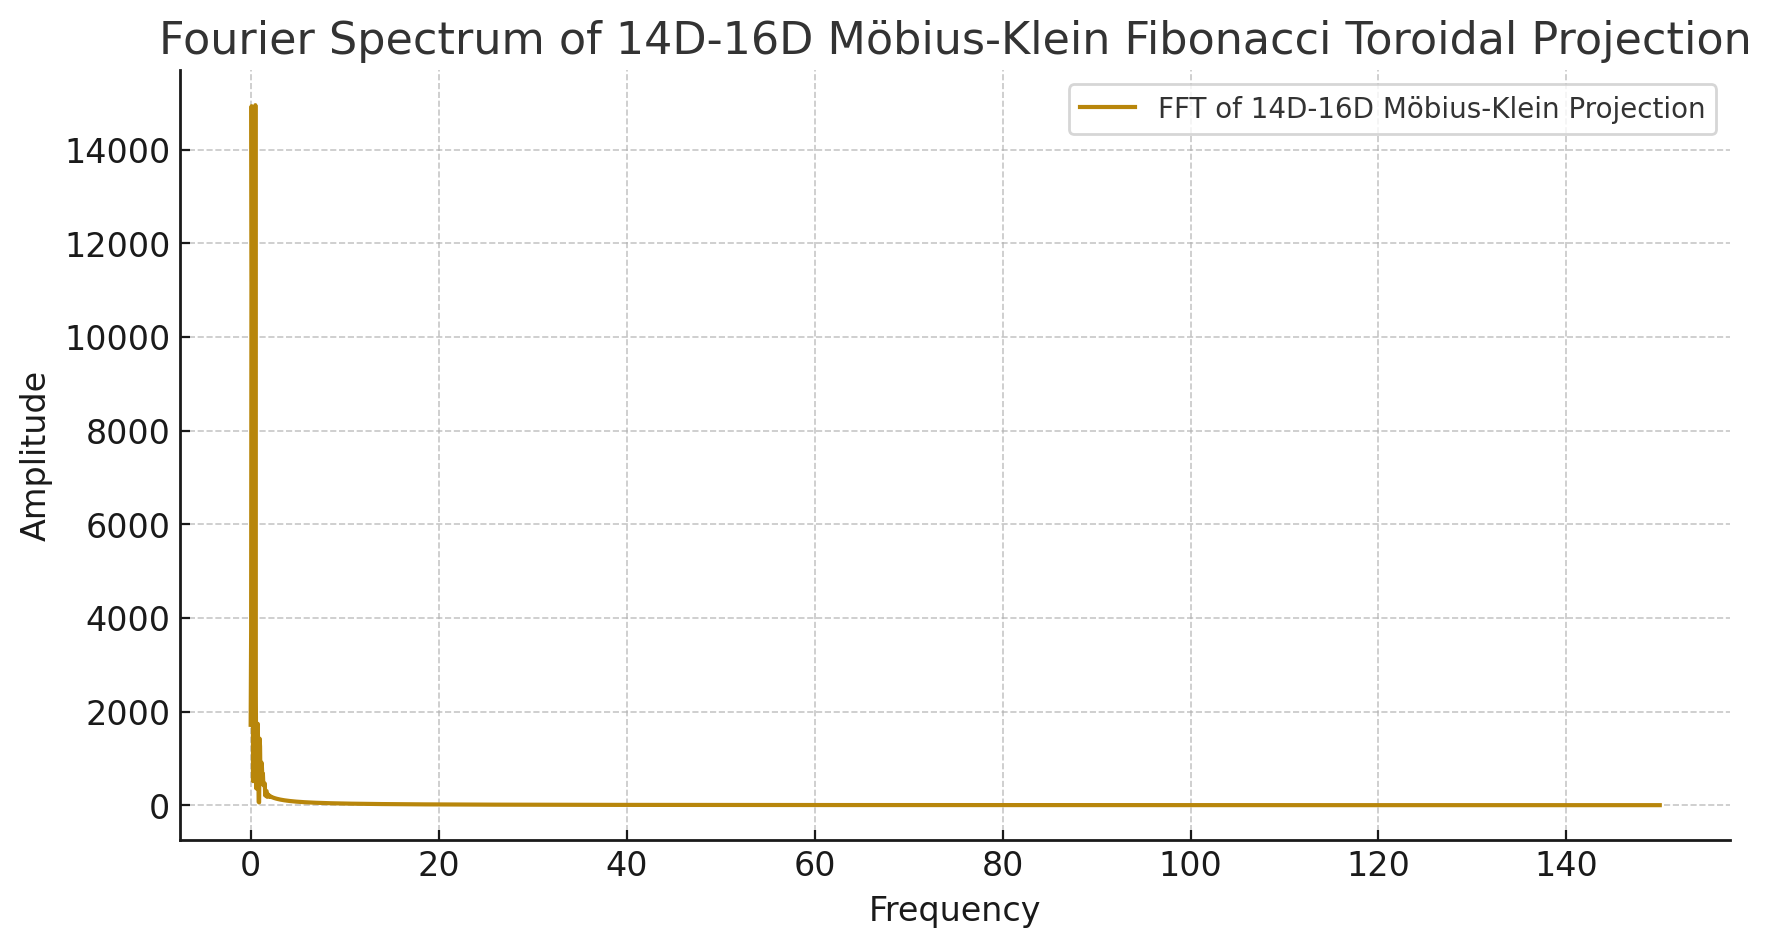 Fourier Spectrum of 14D-16D Möbius-Klein Fibonacci Toroidal Projection
FFT of 14D-16D Möbius-Klein Projection
Amplitude
14000
12000
10000
8000
6000
4000
2000
0
0 20 40 60 80 100 120 140
Frequency